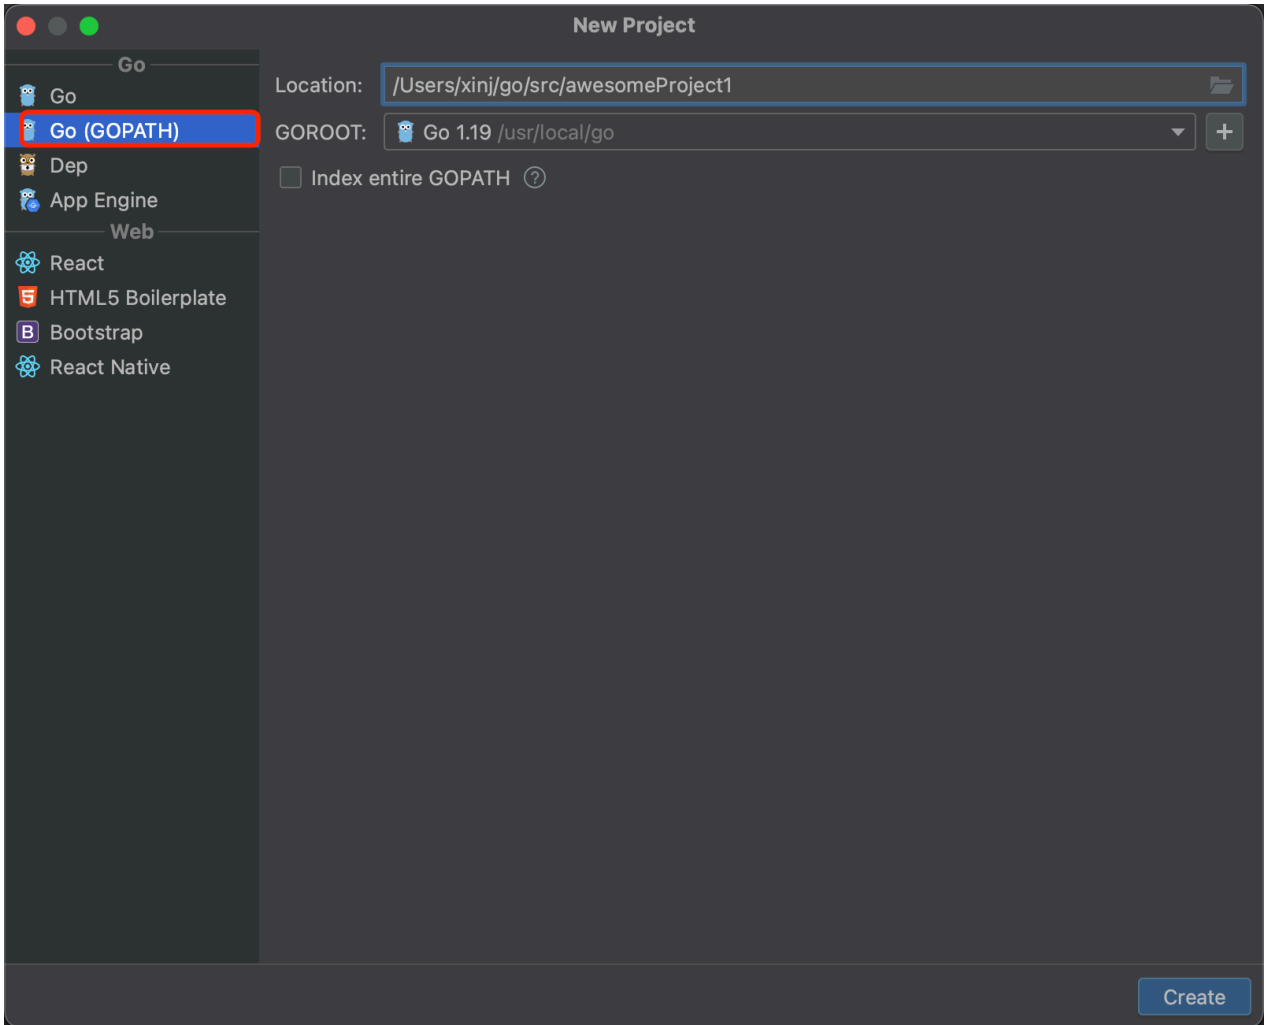 New Project
Go
Go
Go (GOPATH)
Dep
App Engine
Web
React
HTML5 Boilerplate
Bootstrap
React Native
Location: /Users/xinj/go/src/awesomeProject1
GOROOT: Go 1.19 /usr/local/go
Index entire GOPATH ?
Create